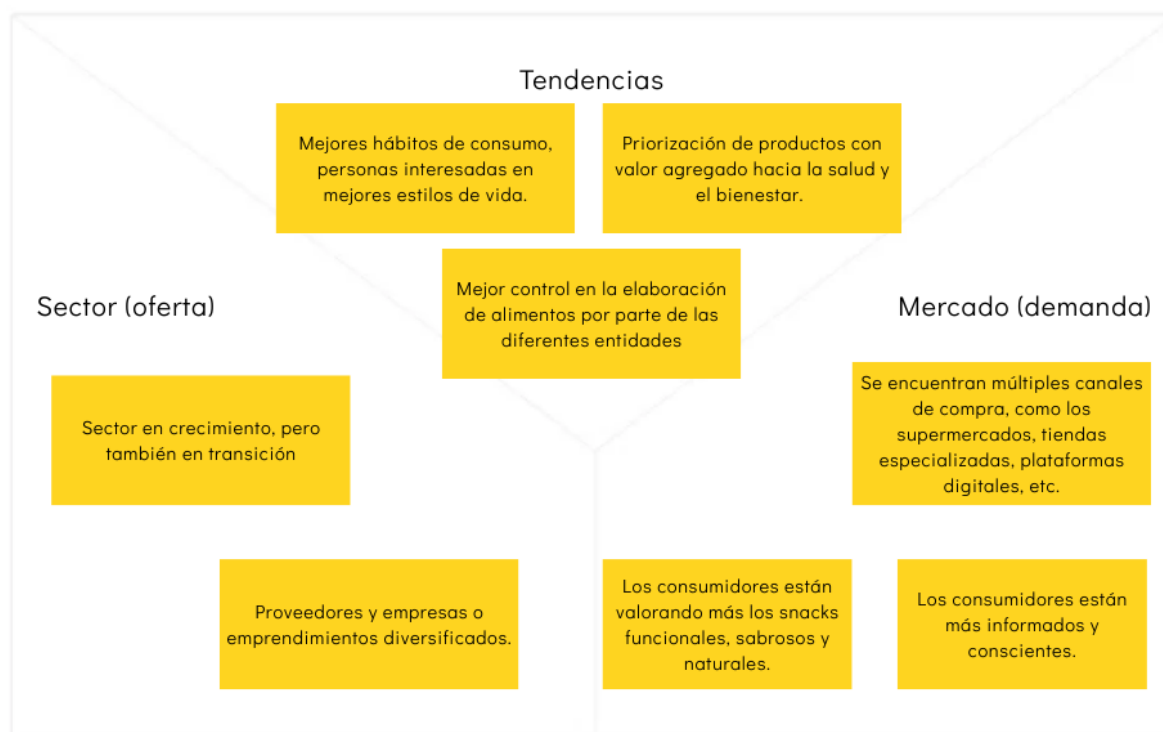 Tendencias
Mejores hábitos de consumo,
personas interesadas en
mejores estilos de vida.
Priorización de productos con
valor agregado hacia la salud y
el bienestar.
Mejor control en la elaboración
de alimentos por parte de las
diferentes entidades
Sector (oferta)
Sector en crecimiento, pero
también en transición
Proveedores y empresas o
emprendimientos diversificados.
Mercado (demanda)
Se encuentran múltiples canales
de compra, como los
supermercados, tiendas
especializadas, plataformas
digitales, etc.
Los consumidores están
valorando más los snacks
funcionales, sabrosos y
naturales.
Los consumidores están
más informados y
conscientes.